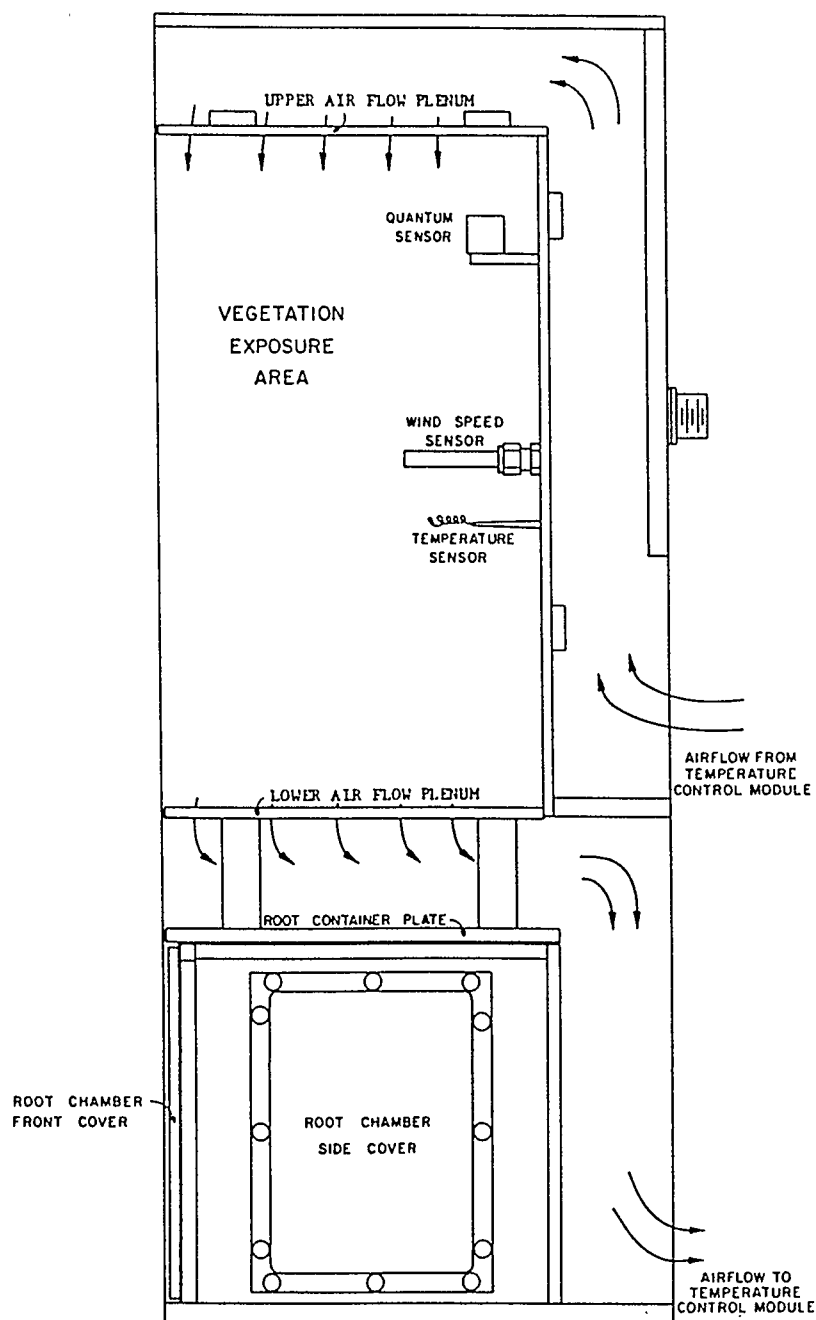 UPPER AIR FLOW PLENUM
QUANTUM
SENSOR
VEGETATION
EXPOSURE
AREA
WIND SPEED
SENSOR
TEMPERATURE
SENSOR
AIRFLOW FROM
TEMPERATURE
CONTROL MODULE
LOWER AIR FLOW PLENUM
ROOT CONTAINER PLATE
ROOT CHAMBER
FRONT COVER
ROOT CHAMBER
SIDE COVER
AIRFLOW TO
TEMPERATURE
CONTROL MODULE